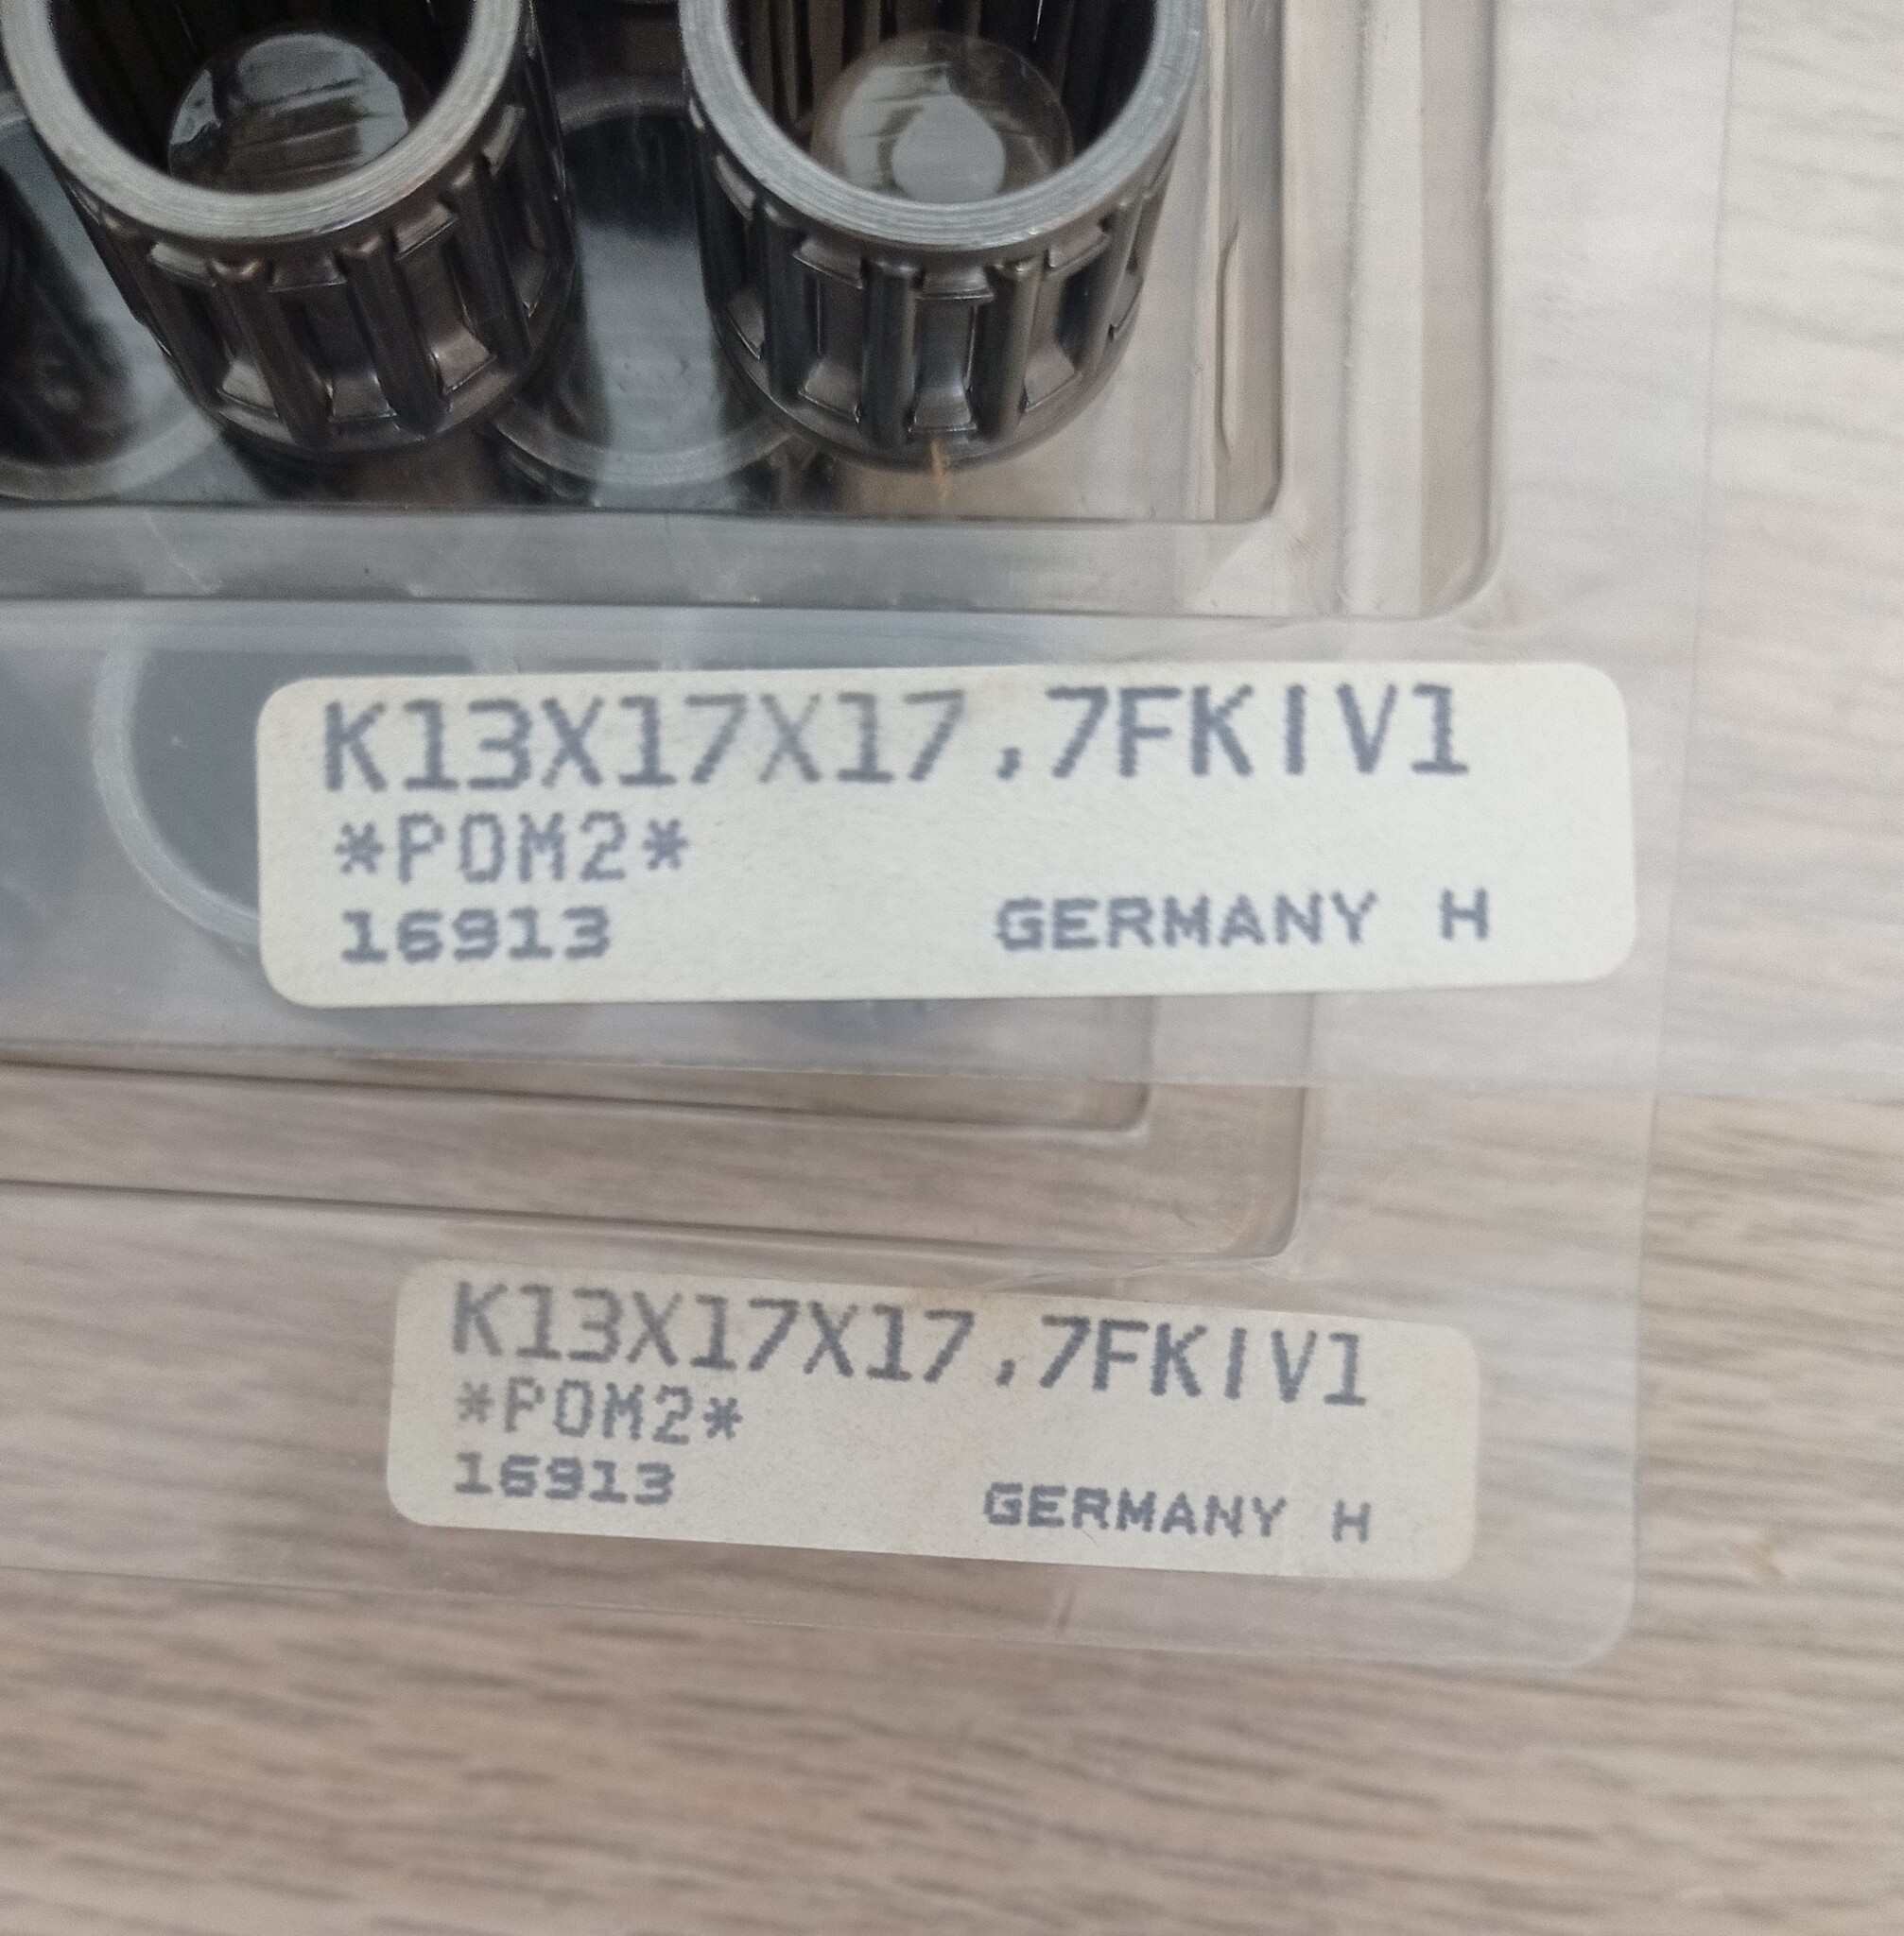 K13X17X17,7FKIV1
*POM2*
16913 GERMANY H
K13X17X17,7FKIV1
*POM2*
16913 GERMANY H